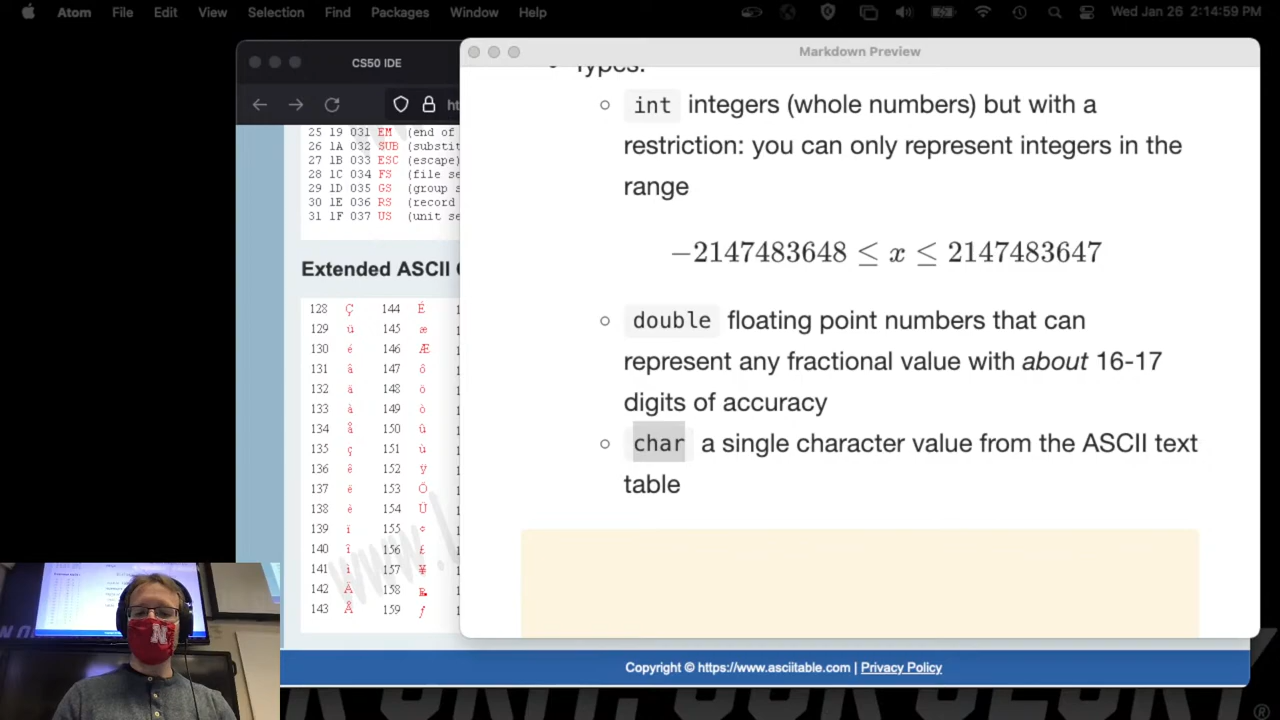 Atom File Edit View Selection Find Packages Window Help Wed Jan 26 2:14:59 PM
CS50 IDE
Markdown Preview
Types:
int integers (whole numbers) but with a
restriction: you can only represent integers in the
range
−2147483648 ≤ x ≤ 2147483647
double floating point numbers that can
represent any fractional value with about 16-17
digits of accuracy
char a single character value from the ASCII text
table
25 19 031 EM (end of
26 1A 032 SUB (substit
27 1B 033 ESC (escape)
28 1C 034 FS (file se
29 1D 035 GS (group s
30 1E 036 RS (record
31 1F 037 US (unit se
Extended ASCII
128 Ç 144 É
129 ü 145 æ
130 é 146 Æ
131 â 147 ô
132 ä 148 ö
133 à 149 ò
134 å 150 û
135 ç 151 ù
136 ê 152 ÿ
137 ë 153 Ö
138 è 154 Ü
139 ï 155 ¢
140 î 156 £
141 ì 157 ¥
142 Ä 158
143 Å 159 ƒ
Copyright © https://www.asciitable.com | Privacy Policy
N